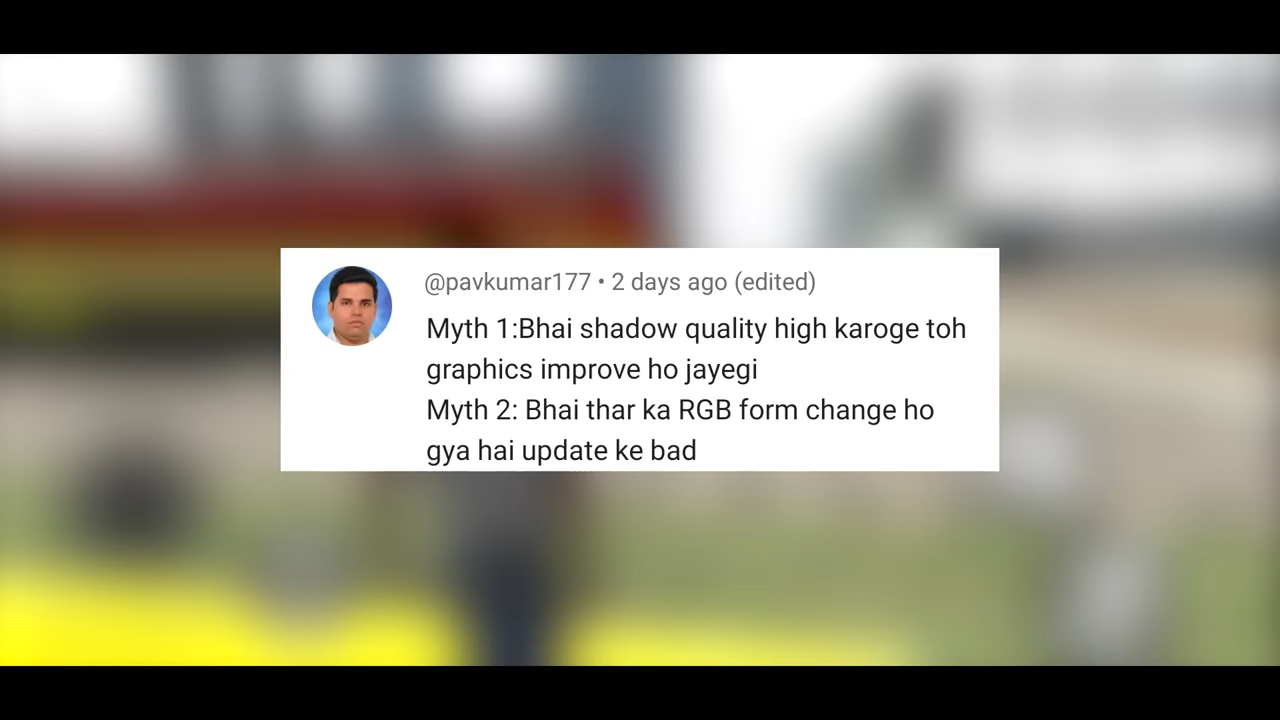 @pavkumar177 • 2 days ago (edited)
Myth 1:Bhai shadow quality high karoge toh
graphics improve ho jayegi
Myth 2: Bhai thar ka RGB form change ho
gya hai update ke bad